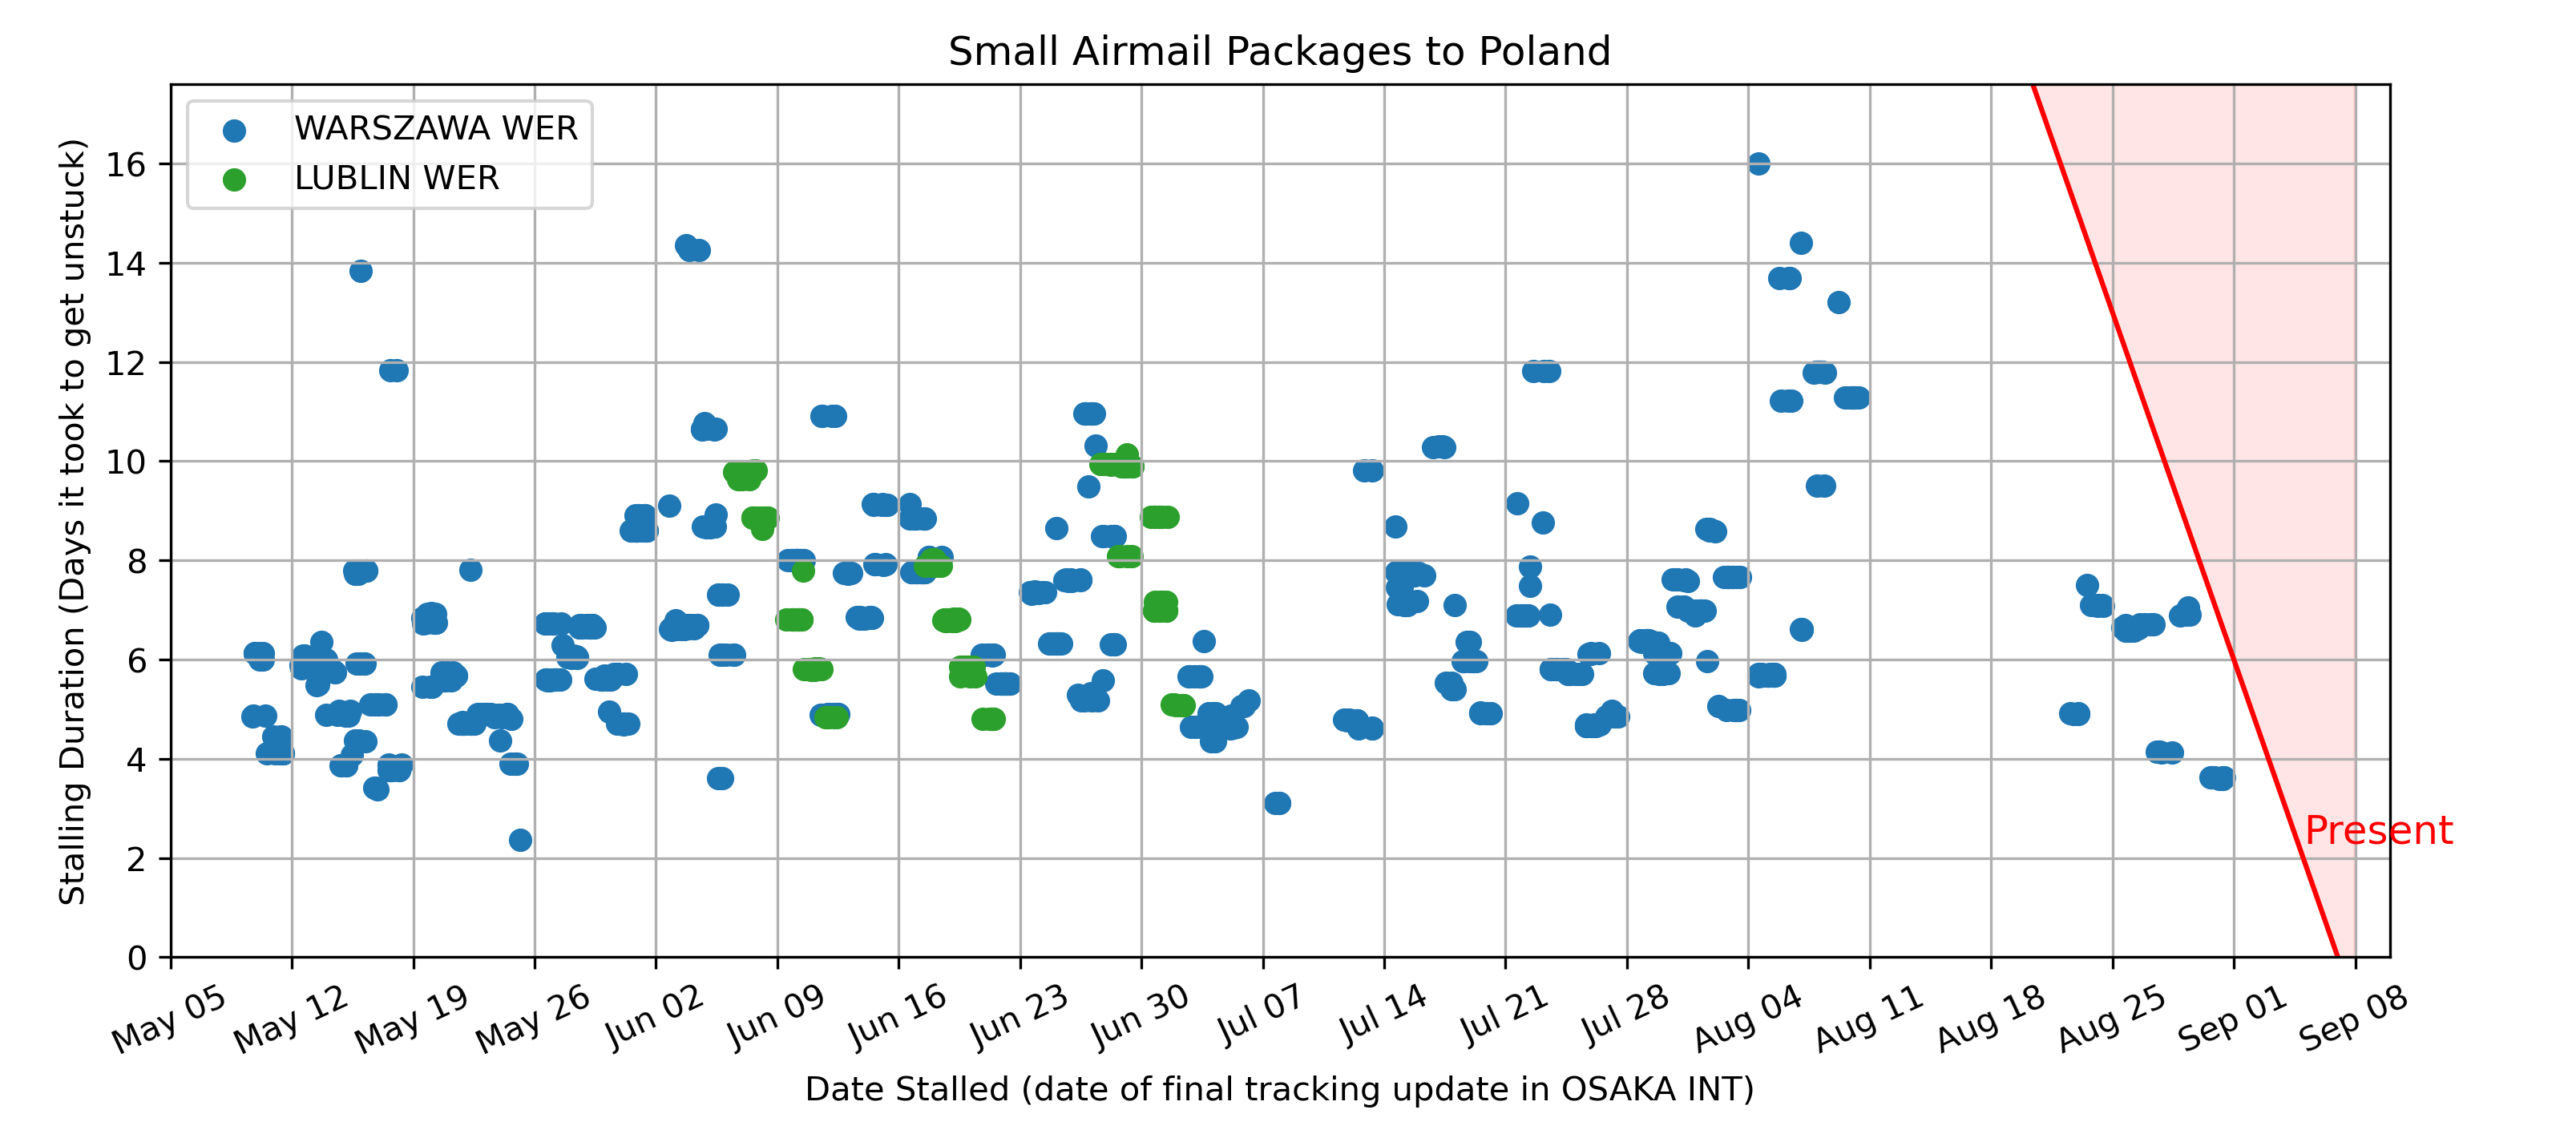 Small Airmail Packages to Poland
WARSZAWA WER
LUBLIN WER
Stalling Duration (Days it took to get unstuck)
16
14
12
10
8
6
4
2
0
Present
May 05
May 12
May 19
May 26
Jun 02
Jun 09
Jun 16
Jun 23
Jun 30
Jul 07
Jul 14
Jul 21
Jul 28
Aug 04
Aug 11
Aug 18
Aug 25
Sep 01
Sep 08
Date Stalled (date of final tracking update in OSAKA INT)